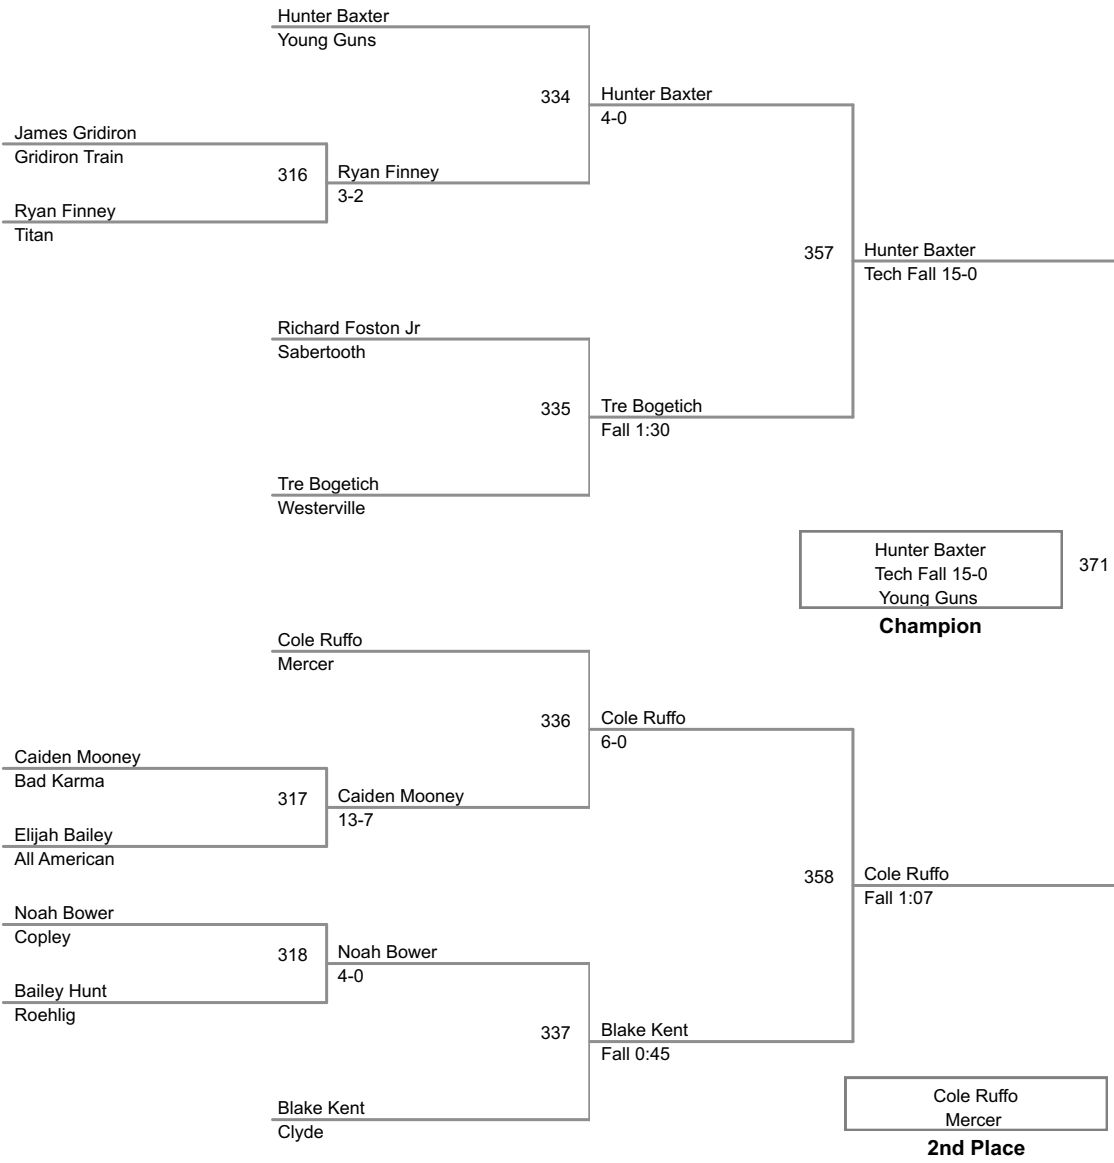 Hunter Baxter
Young Guns
334
Hunter Baxter
4-0
James Gridiron
Gridiron Train
316
Ryan Finney
3-2
Ryan Finney
Titan
357
Hunter Baxter
Tech Fall 15-0
Richard Foston Jr
Sabertooth
335
Tre Bogetich
Fall 1:30
Tre Bogetich
Westerville
Hunter Baxter
Tech Fall 15-0
Young Guns
371
Champion
Cole Ruffo
Mercer
336
Cole Ruffo
6-0
Caiden Mooney
Bad Karma
317
Caiden Mooney
13-7
Elijah Bailey
All American
358
Cole Ruffo
Fall 1:07
Noah Bower
Copley
318
Noah Bower
4-0
Bailey Hunt
Roehlig
337
Blake Kent
Fall 0:45
Blake Kent
Clyde
Cole Ruffo
Mercer
2nd Place